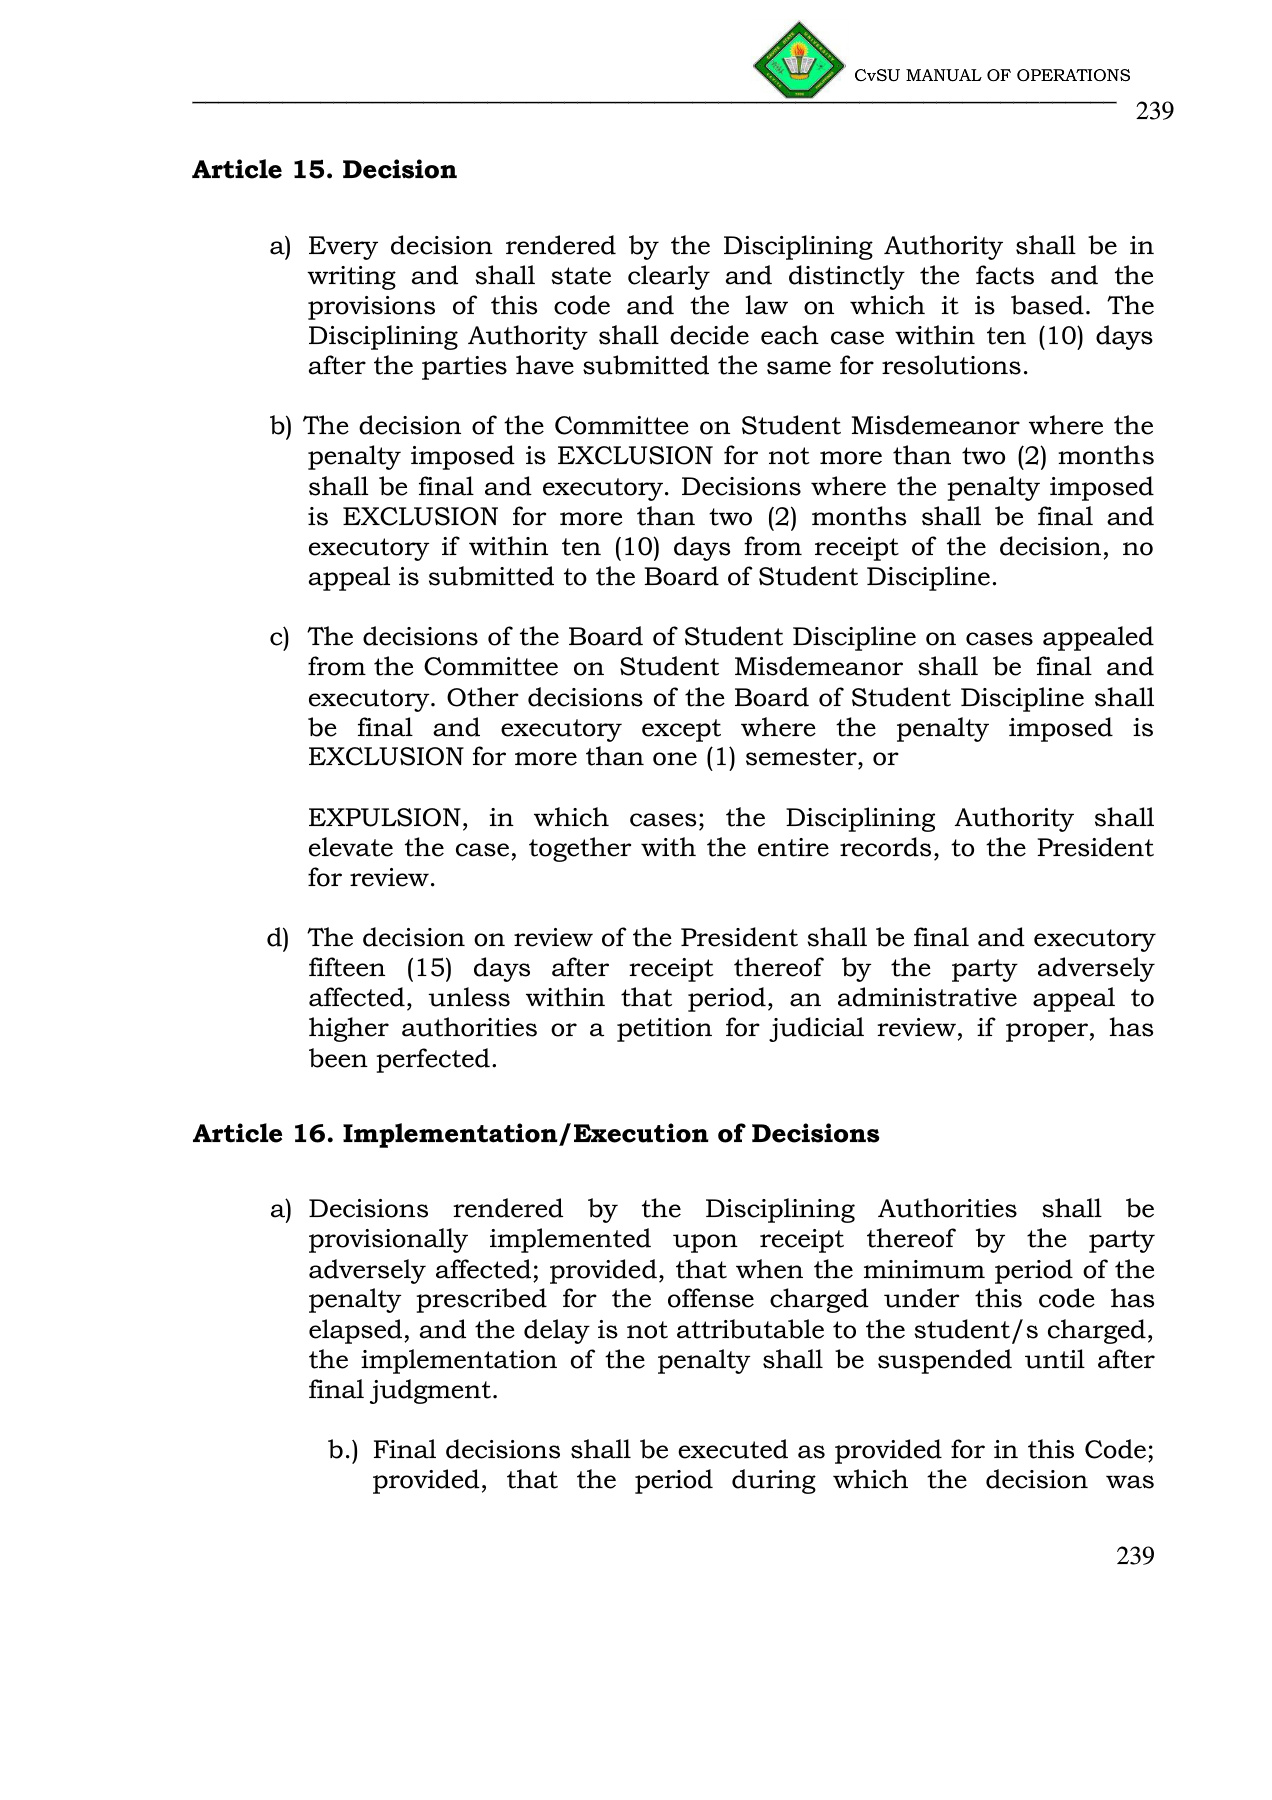 CvSU MANUAL OF OPERATIONS
239
Article 15. Decision
a) Every decision rendered by the Disciplining Authority shall be in
writing and shall state clearly and distinctly the facts and the
provisions of this code and the law on which it is based. The
Disciplining Authority shall decide each case within ten (10) days
after the parties have submitted the same for resolutions.
b) The decision of the Committee on Student Misdemeanor where the
penalty imposed is EXCLUSION for not more than two (2) months
shall be final and executory. Decisions where the penalty imposed
is EXCLUSION for more than two (2) months shall be final and
executory if within ten (10) days from receipt of the decision, no
appeal is submitted to the Board of Student Discipline.
c) The decisions of the Board of Student Discipline on cases appealed
from the Committee on Student Misdemeanor shall be final and
executory. Other decisions of the Board of Student Discipline shall
be final and executory except where the penalty imposed is
EXCLUSION for more than one (1) semester, or
EXPULSION, in which cases; the Disciplining Authority shall
elevate the case, together with the entire records, to the President
for review.
d) The decision on review of the President shall be final and executory
fifteen (15) days after receipt thereof by the party adversely
affected, unless within that period, an administrative appeal to
higher authorities or a petition for judicial review, if proper, has
been perfected.
Article 16. Implementation/Execution of Decisions
a) Decisions rendered by the Disciplining Authorities shall be
provisionally implemented upon receipt thereof by the party
adversely affected; provided, that when the minimum period of the
penalty prescribed for the offense charged under this code has
elapsed, and the delay is not attributable to the student/s charged,
the implementation of the penalty shall be suspended until after
final judgment.
b.) Final decisions shall be executed as provided for in this Code;
provided, that the period during which the decision was
239